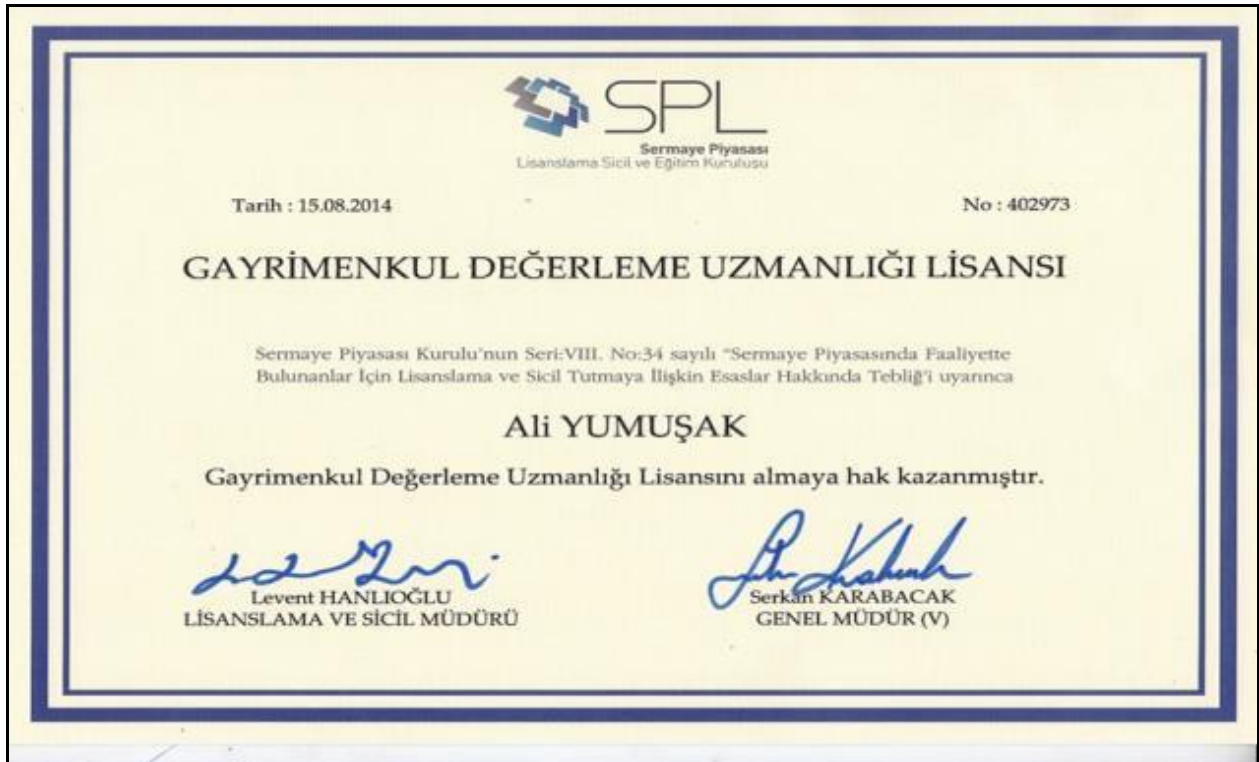 SPL
Sermaye Piyasası
Lisanslama Sicil ve Eğitim Kuruluşu
Tarih : 15.08.2014
No : 402973
GAYRİMENKUL DEĞERLEME UZMANLIĞI LİSANSI
Sermaye Piyasası Kurulu'nun Seri:VIII. No:34 sayılı "Sermaye Piyasasında Faaliyette
Bulunanlar İçin Lisanslama ve Sicil Tutmaya İlişkin Esaslar Hakkında Tebliğ'i uyarınca
Ali YUMUŞAK
Gayrimenkul Değerleme Uzmanlığı Lisansını almaya hak kazanmıştır.
Levent HANLIOĞLU
LİSANSLAMA VE SİCİL MÜDÜRÜ
Serkan KARABACAK
GENEL MÜDÜR (V)